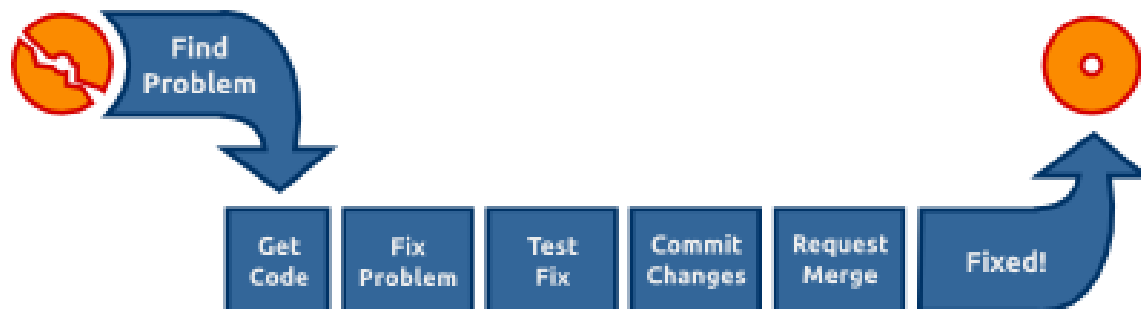 Find
Problem
Get
Code
Fix
Problem
Test
Fix
Commit
Changes
Request
Merge
Fixed!